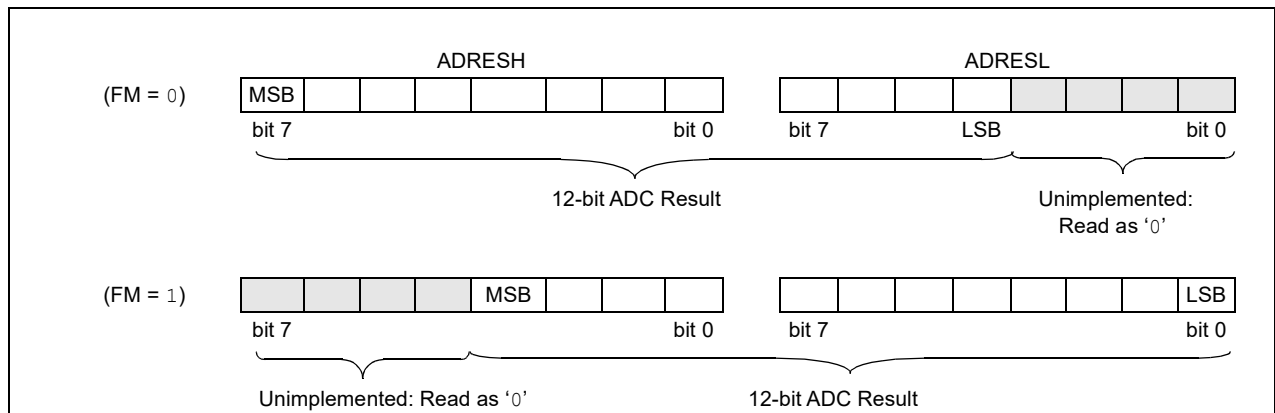 ADRESH ADRESL
(FM = 0) MSB
bit 7 bit 0 bit 7 LSB bit 0
12-bit ADC Result Unimplemented:
Read as ‘0’
(FM = 1) MSB LSB
bit 7 bit 0 bit 7 bit 0
Unimplemented: Read as ‘0’ 12-bit ADC Result